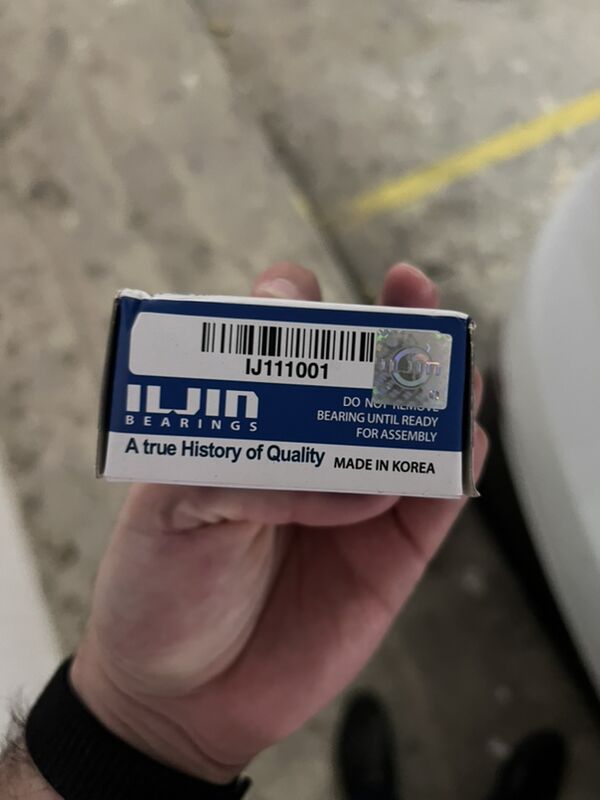 IJ111001
ILJIN
BEARINGS
DO NOT REMOVE
BEARING UNTIL READY
FOR ASSEMBLY
A true History of Quality
MADE IN KOREA